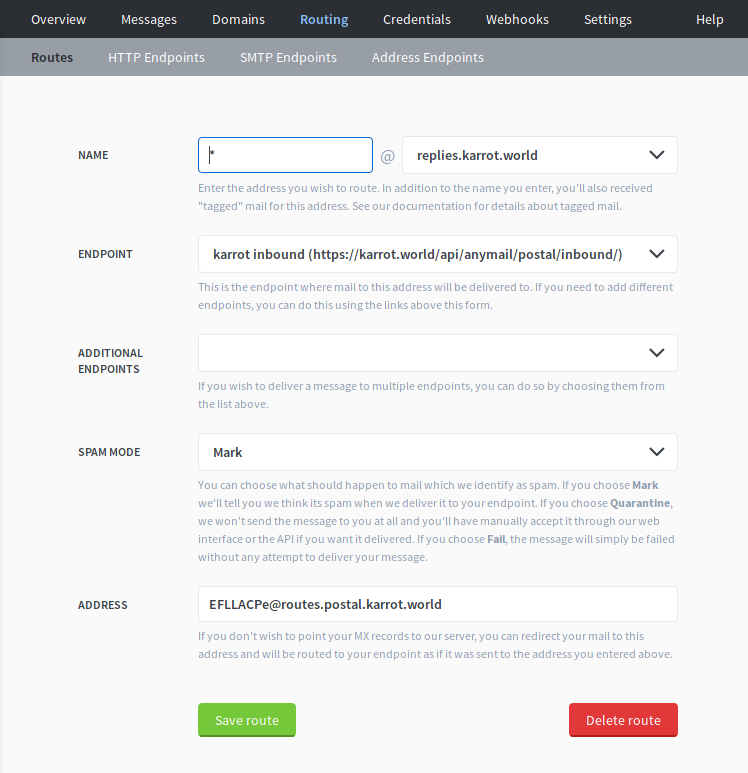 Overview Messages Domains Routing Credentials Webhooks Settings Help
Routes HTTP Endpoints SMTP Endpoints Address Endpoints
NAME * @ replies.karrot.world
Enter the address you wish to route. In addition to the name you enter, you'll also received
"tagged" mail for this address. See our documentation for details about tagged mail.
ENDPOINT karrot inbound (https://karrot.world/api/anymail/postal/inbound/)
This is the endpoint where mail to this address will be delivered to. If you need to add different
endpoints, you can do this using the links above this form.
ADDITIONAL
ENDPOINTS
If you wish to deliver a message to multiple endpoints, you can do so by choosing them from
the list above.
SPAM MODE Mark
You can choose what should happen to mail which we identify as spam. If you choose Mark
we'll tell you we think its spam when we deliver it to your endpoint. If you choose Quarantine,
we won't send the message to you at all and you'll have manually accept it through our web
interface or the API if you want it delivered. If you choose Fail, the message will simply be failed
without any attempt to deliver your message.
ADDRESS EFLLACPe@routes.postal.karrot.world
If you don't wish to point your MX records to our server, you can redirect your mail to this
address and will be routed to your endpoint as if it was sent to the address you entered above.
Save route Delete route